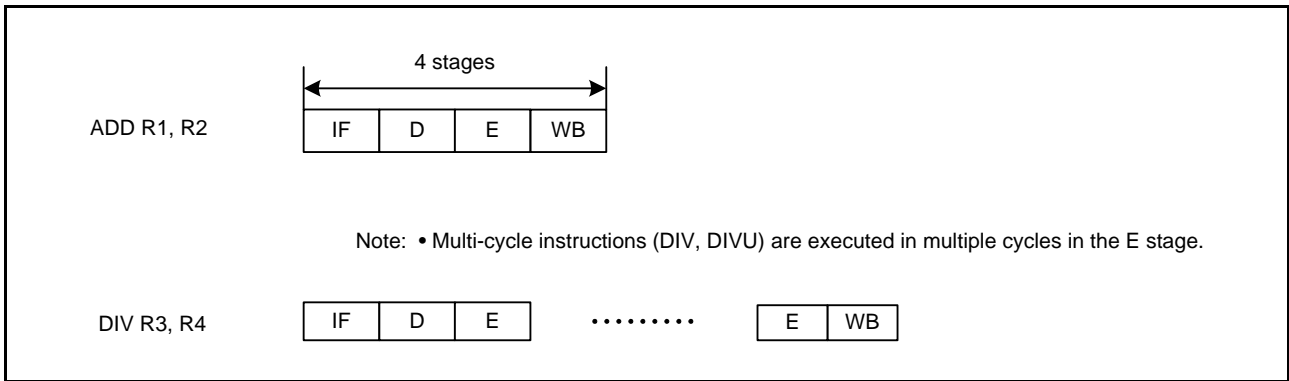 4 stages
ADD R1, R2 IF D E WB
Note: • Multi-cycle instructions (DIV, DIVU) are executed in multiple cycles in the E stage.
DIV R3, R4 IF D E ......... E WB